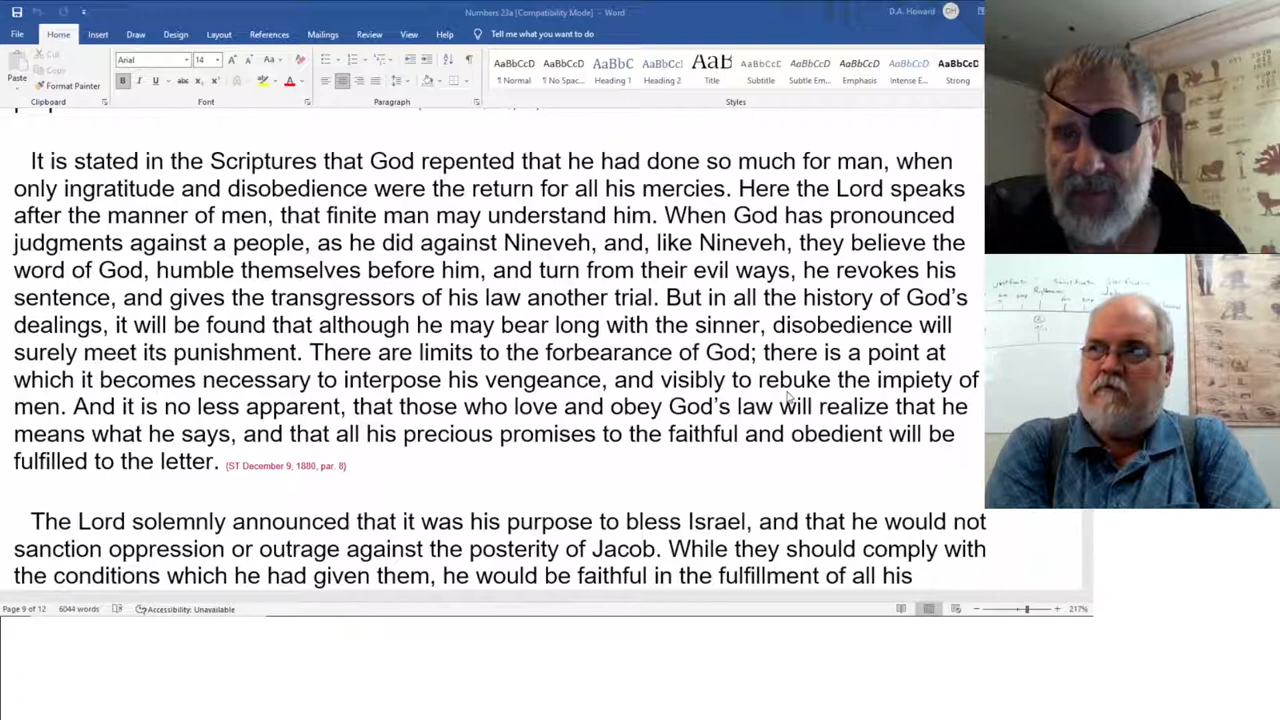 Numbers 23a [Compatibility Mode] - Word
D.A. Howard
DH
File Home Insert Draw Design Layout References Mailings Review View Help Tell me what you want to do
Cut
Copy
Paste
Format Painter
Arial 14
AaBbCcD AaBbCcD AaBbC AaBbCcD AaB AaBbCcD AaBbCcD AaBbCcD AaBbCcD AaBbCcD
¶ Normal ¶ No Spac... Heading 1 Heading 2 Title Subtitle Subtle Em... Emphasis Intense E... Strong
Clipboard Font Paragraph Styles
It is stated in the Scriptures that God repented that he had done so much for man, when
only ingratitude and disobedience were the return for all his mercies. Here the Lord speaks
after the manner of men, that finite man may understand him. When God has pronounced
judgments against a people, as he did against Nineveh, and, like Nineveh, they believe the
word of God, humble themselves before him, and turn from their evil ways, he revokes his
sentence, and gives the transgressors of his law another trial. But in all the history of God's
dealings, it will be found that although he may bear long with the sinner, disobedience will
surely meet its punishment. There are limits to the forbearance of God; there is a point at
which it becomes necessary to interpose his vengeance, and visibly to rebuke the impiety of
men. And it is no less apparent, that those who love and obey God's law will realize that he
means what he says, and that all his precious promises to the faithful and obedient will be
fulfilled to the letter. {ST December 9, 1880, par. 8}
The Lord solemnly announced that it was his purpose to bless Israel, and that he would not
sanction oppression or outrage against the posterity of Jacob. While they should comply with
the conditions which he had given them, he would be faithful in the fulfillment of all his
Page 9 of 12 6044 words Accessibility: Unavailable 217%